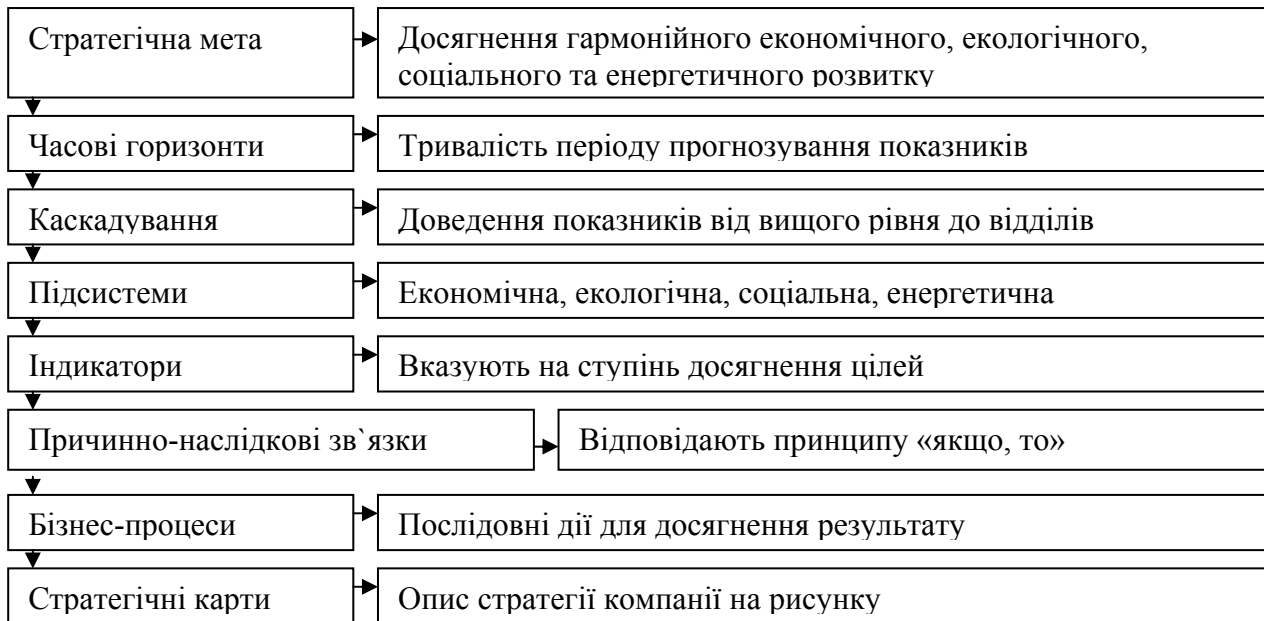 Стратегічна мета
Досягнення гармонійного економічного, екологічного,
соціального та енергетичного розвитку
Часові горизонти
Тривалість періоду прогнозування показників
Каскадування
Доведення показників від вищого рівня до відділів
Підсистеми
Економічна, екологічна, соціальна, енергетична
Індикатори
Вказують на ступінь досягнення цілей
Причинно-наслідкові зв`язки
Відповідають принципу «якщо, то»
Бізнес-процеси
Послідовні дії для досягнення результату
Стратегічні карти
Опис стратегії компанії на рисунку